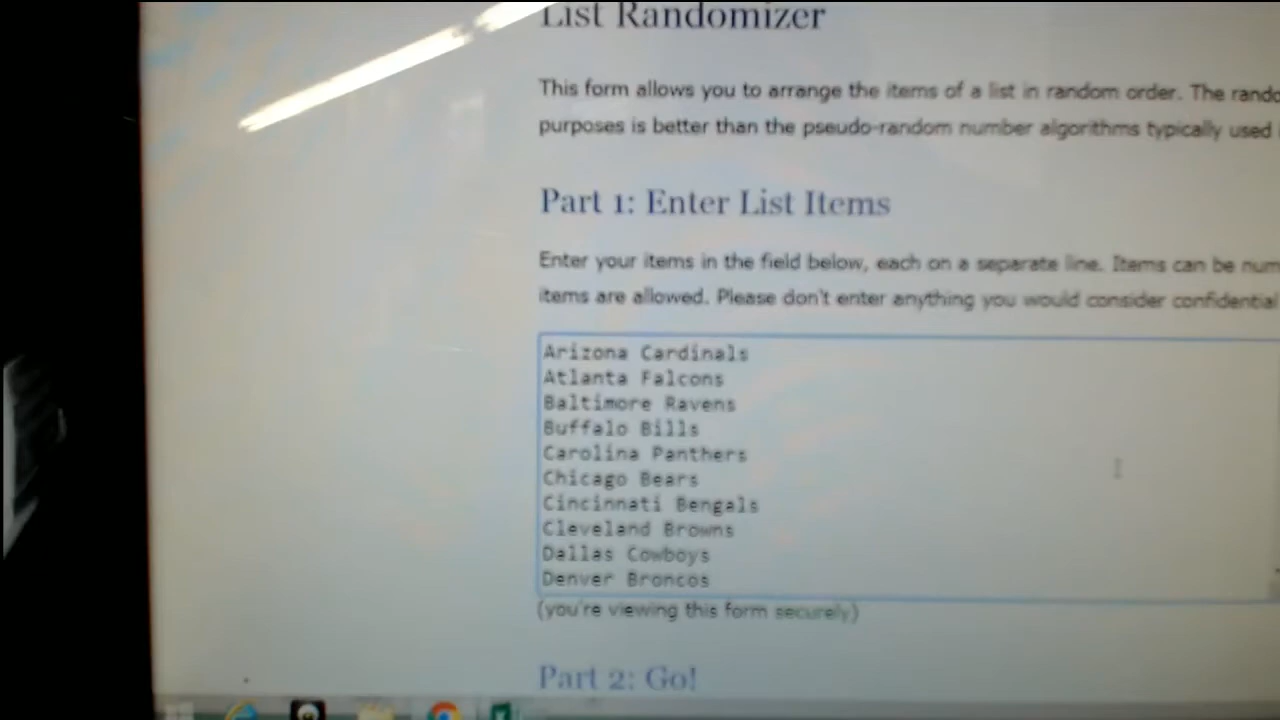 List Randomizer
This form allows you to arrange the items of a list in random order. The
purposes is better than the pseudo-random number algorithms typically used
Part 1: Enter List Items
Enter your items in the field below, each on a separate line. Items can be
items are allowed. Please don't enter anything you would consider confidential
Arizona Cardinals
Atlanta Falcons
Baltimore Ravens
Buffalo Bills
Carolina Panthers
Chicago Bears
Cincinnati Bengals
Cleveland Browns
Dallas Cowboys
Denver Broncos
(you're viewing this form securely)
Part 2: Go!